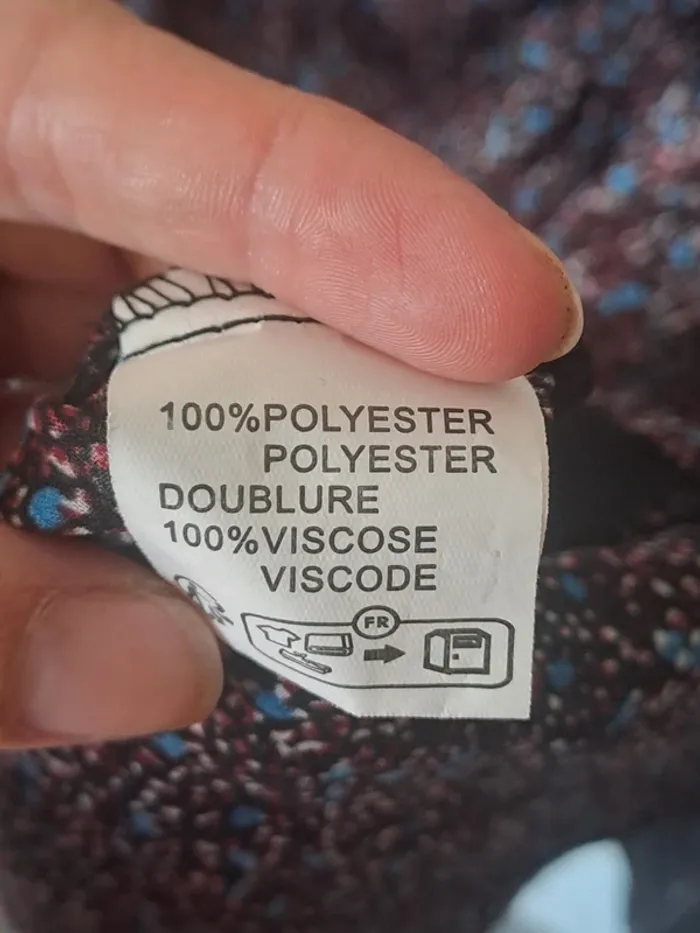 100%POLYESTER
POLYESTER
DOUBLURE
100%VISCOSE
VISCODE
FR